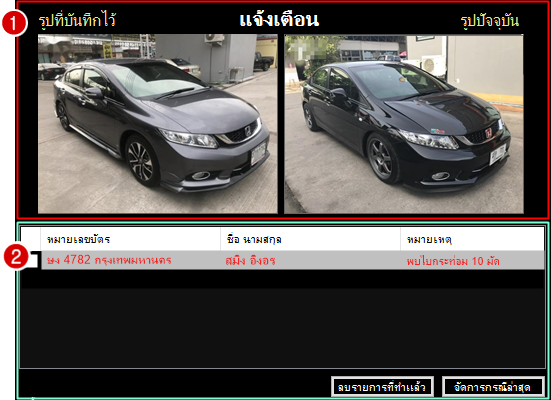 1
รูปที่บันทึกไว้ แจ้งเตือน รูปปัจจุบัน
2
หมายเลขบัตร ชื่อ นามสกุล หมายเหตุ
ษง 4782 กรุงเทพมหานคร สมิง อิงอร พบใบกระท่อม 10 มัด
ลบรายการที่ทำแล้ว จัดการกรณีล่าสุด